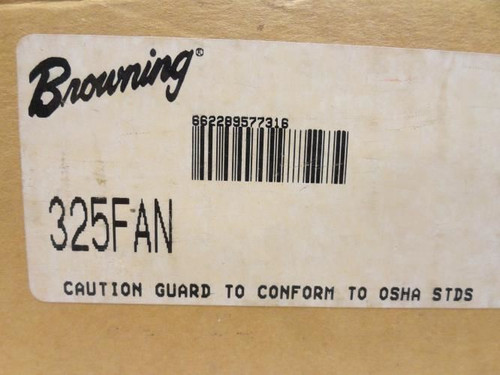 Browning®
662289577316
325FAN
CAUTION GUARD TO CONFORM TO OSHA STDS